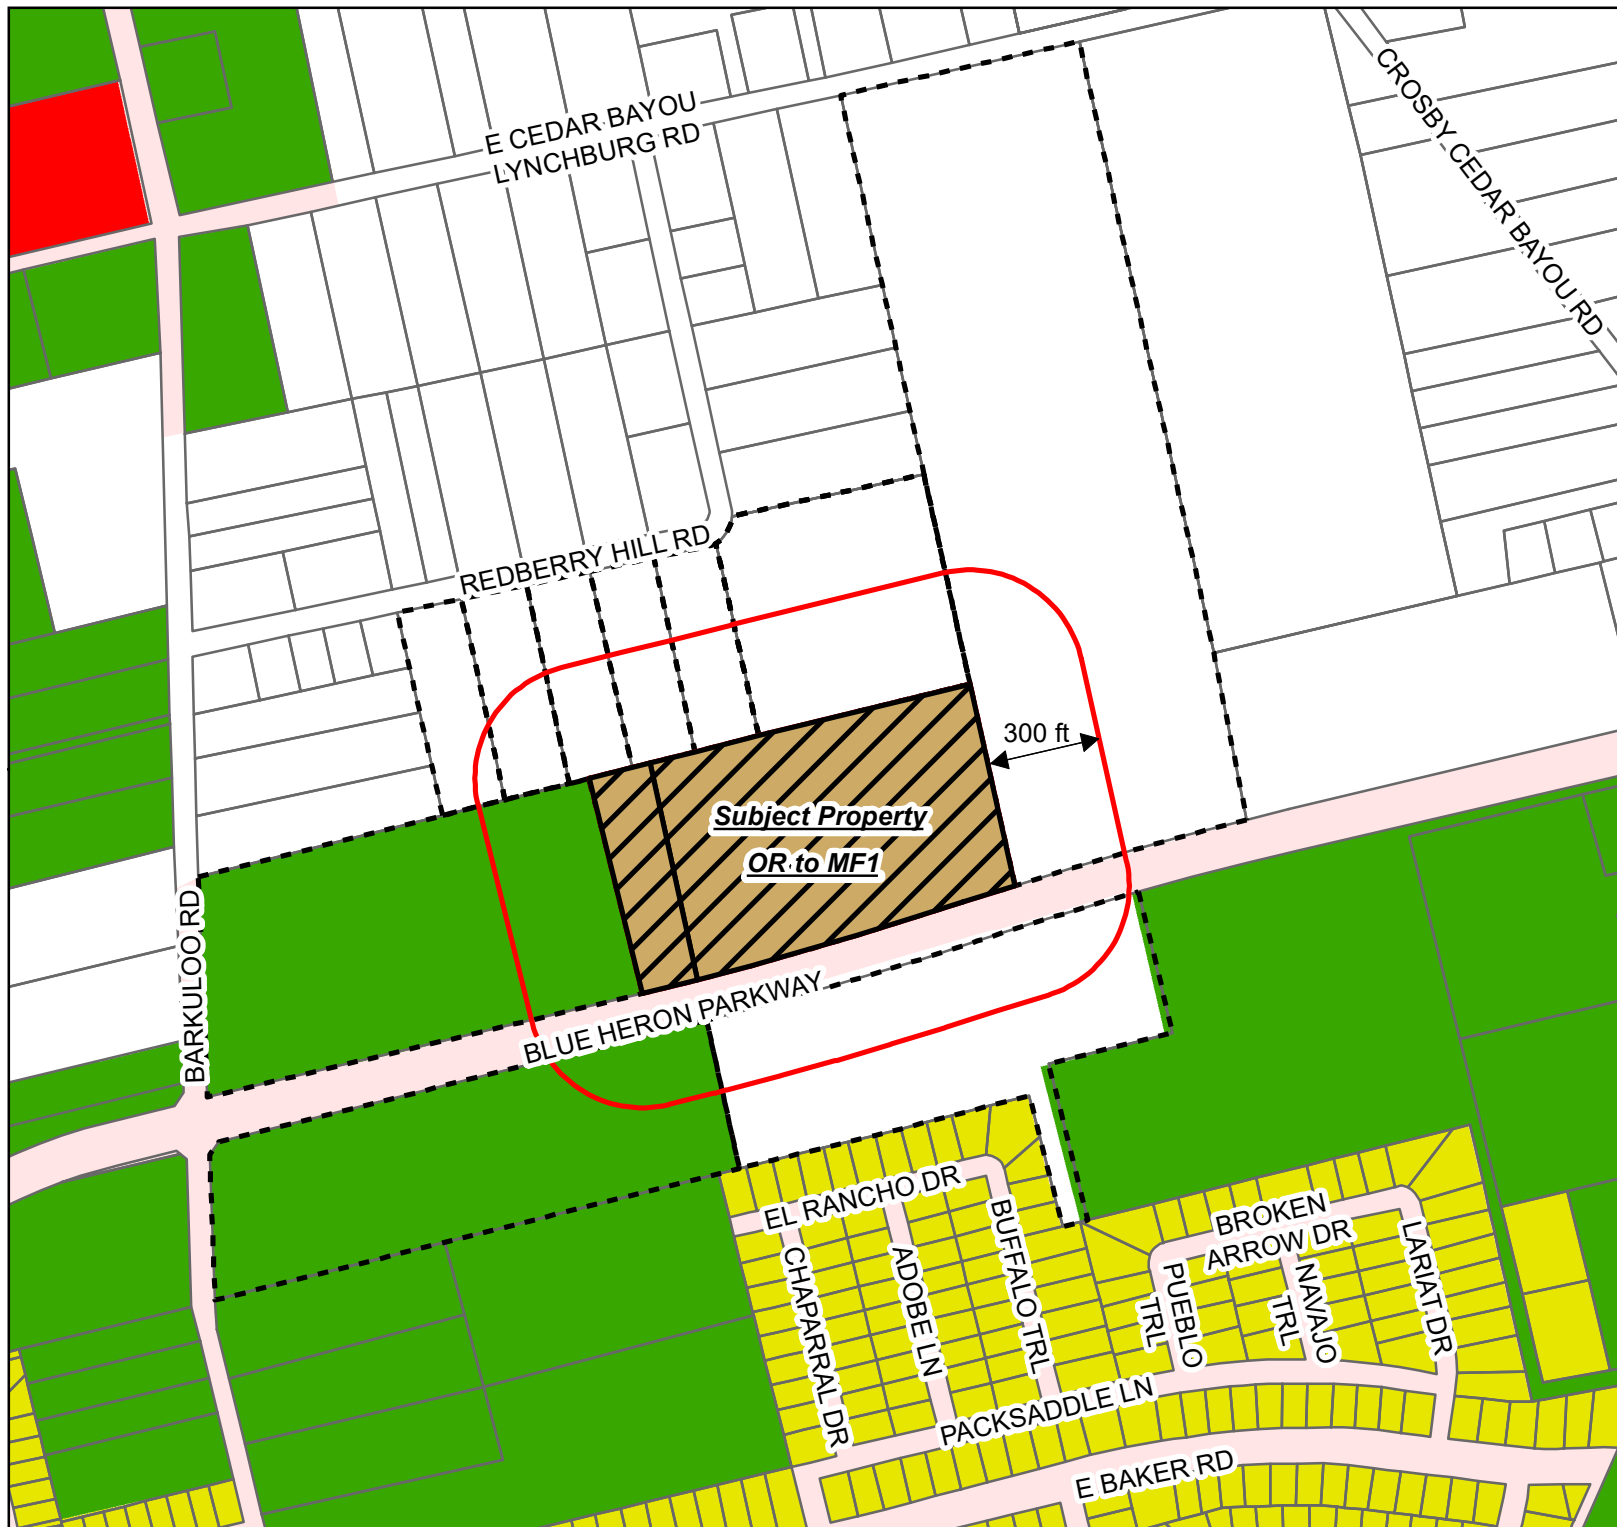 E CEDAR BAYOU
LYNCHBURG RD
CROSBY CEDAR BAYOU RD
REDBERRY HILL RD
300 ft
Subject Property
OR to MF1
BARKULOO RD
BLUE HERON PARKWAY
EL RANCHO DR
CHAPARRAL DR
ADOBE LN
BUFFALO TRL
BROKEN
ARROW DR
PUEBLO
TRL
NAVAJO
TRL
LARIAT DR
PACKSADDLE LN
E BAKER RD